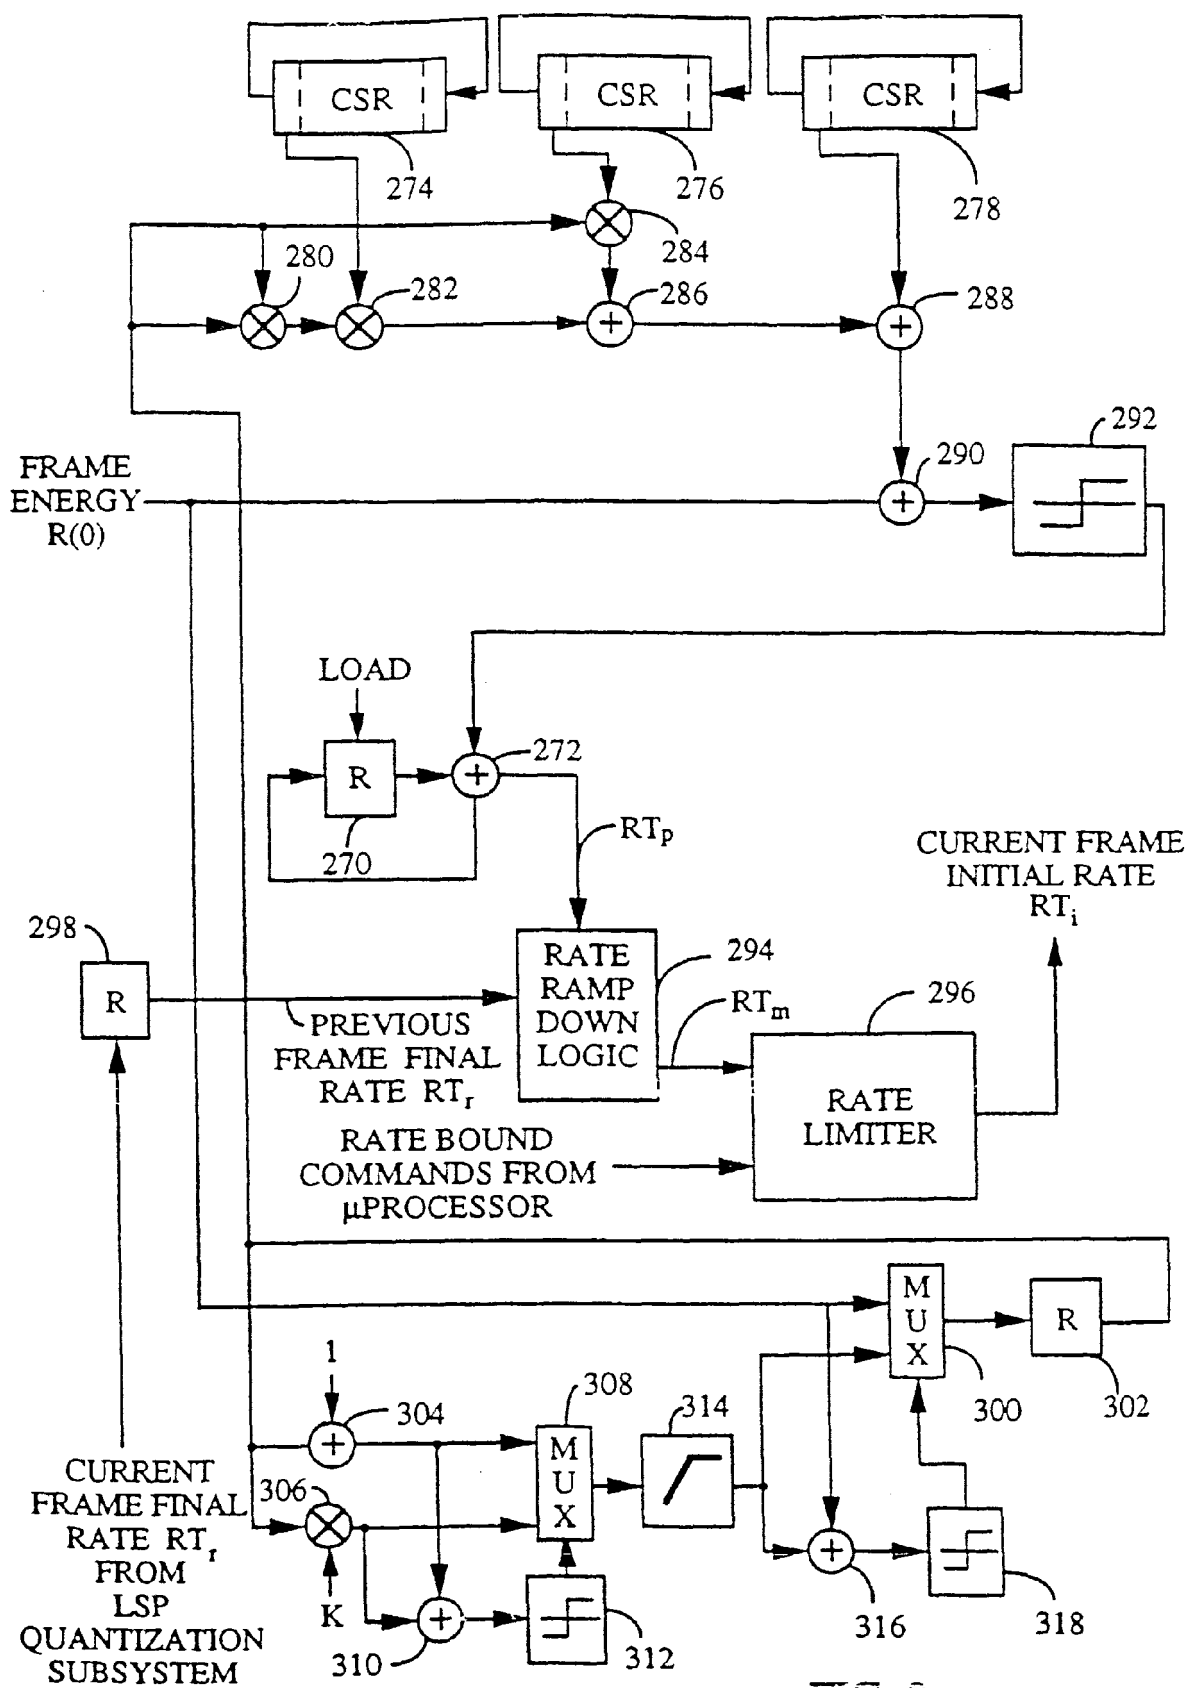 CSR
CSR
CSR
274
276
278
284
280
282
286
288
292
290
FRAME
ENERGY
R(0)
LOAD
R
272
270
RTp
CURRENT FRAME
INITIAL RATE
RTi
298
R
RATE
RAMP
DOWN
LOGIC
294
RTm
296
PREVIOUS
FRAME FINAL
RATE RTr
RATE
LIMITER
RATE BOUND
COMMANDS FROM
µPROCESSOR
MUX
R
300
302
1
304
308
314
MUX
CURRENT
FRAME FINAL
RATE RTr
FROM
LSP
QUANTIZATION
SUBSYSTEM
306
K
310
312
316
318